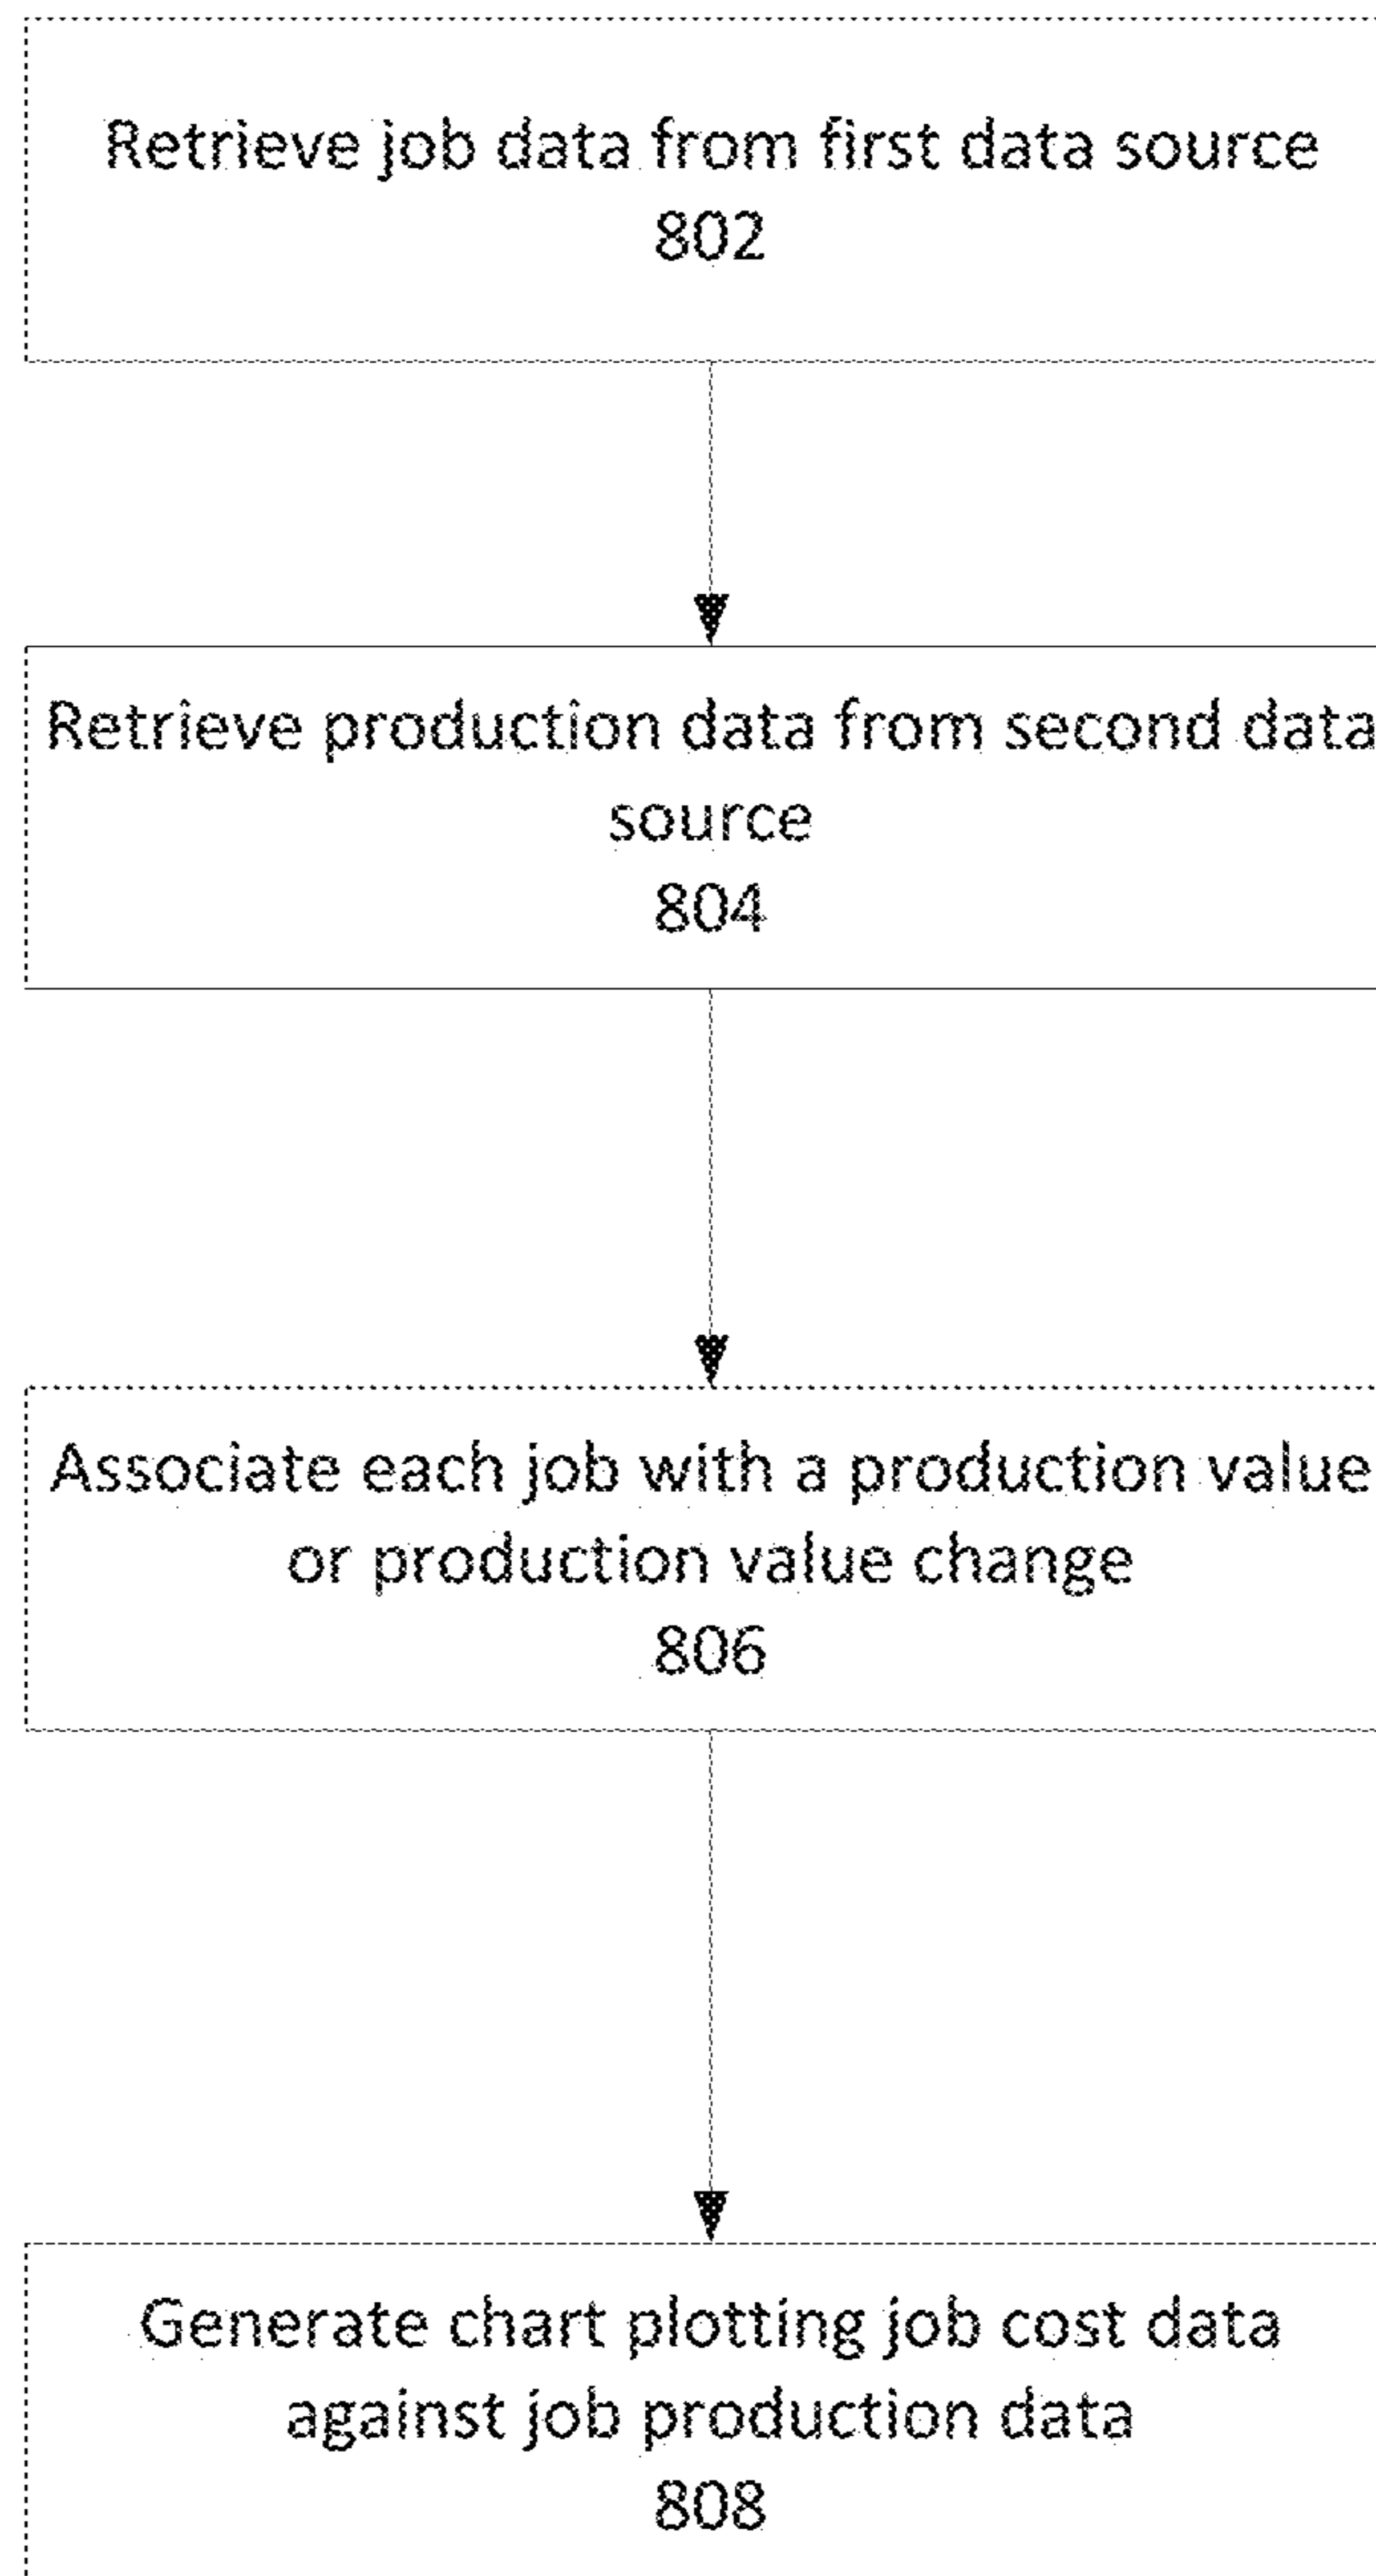 Retrieve job data from first data source
802
Retrieve production data from second data
source
804
Associate each job with a production value
or production value change
806
Generate chart plotting job cost data
against job production data
808